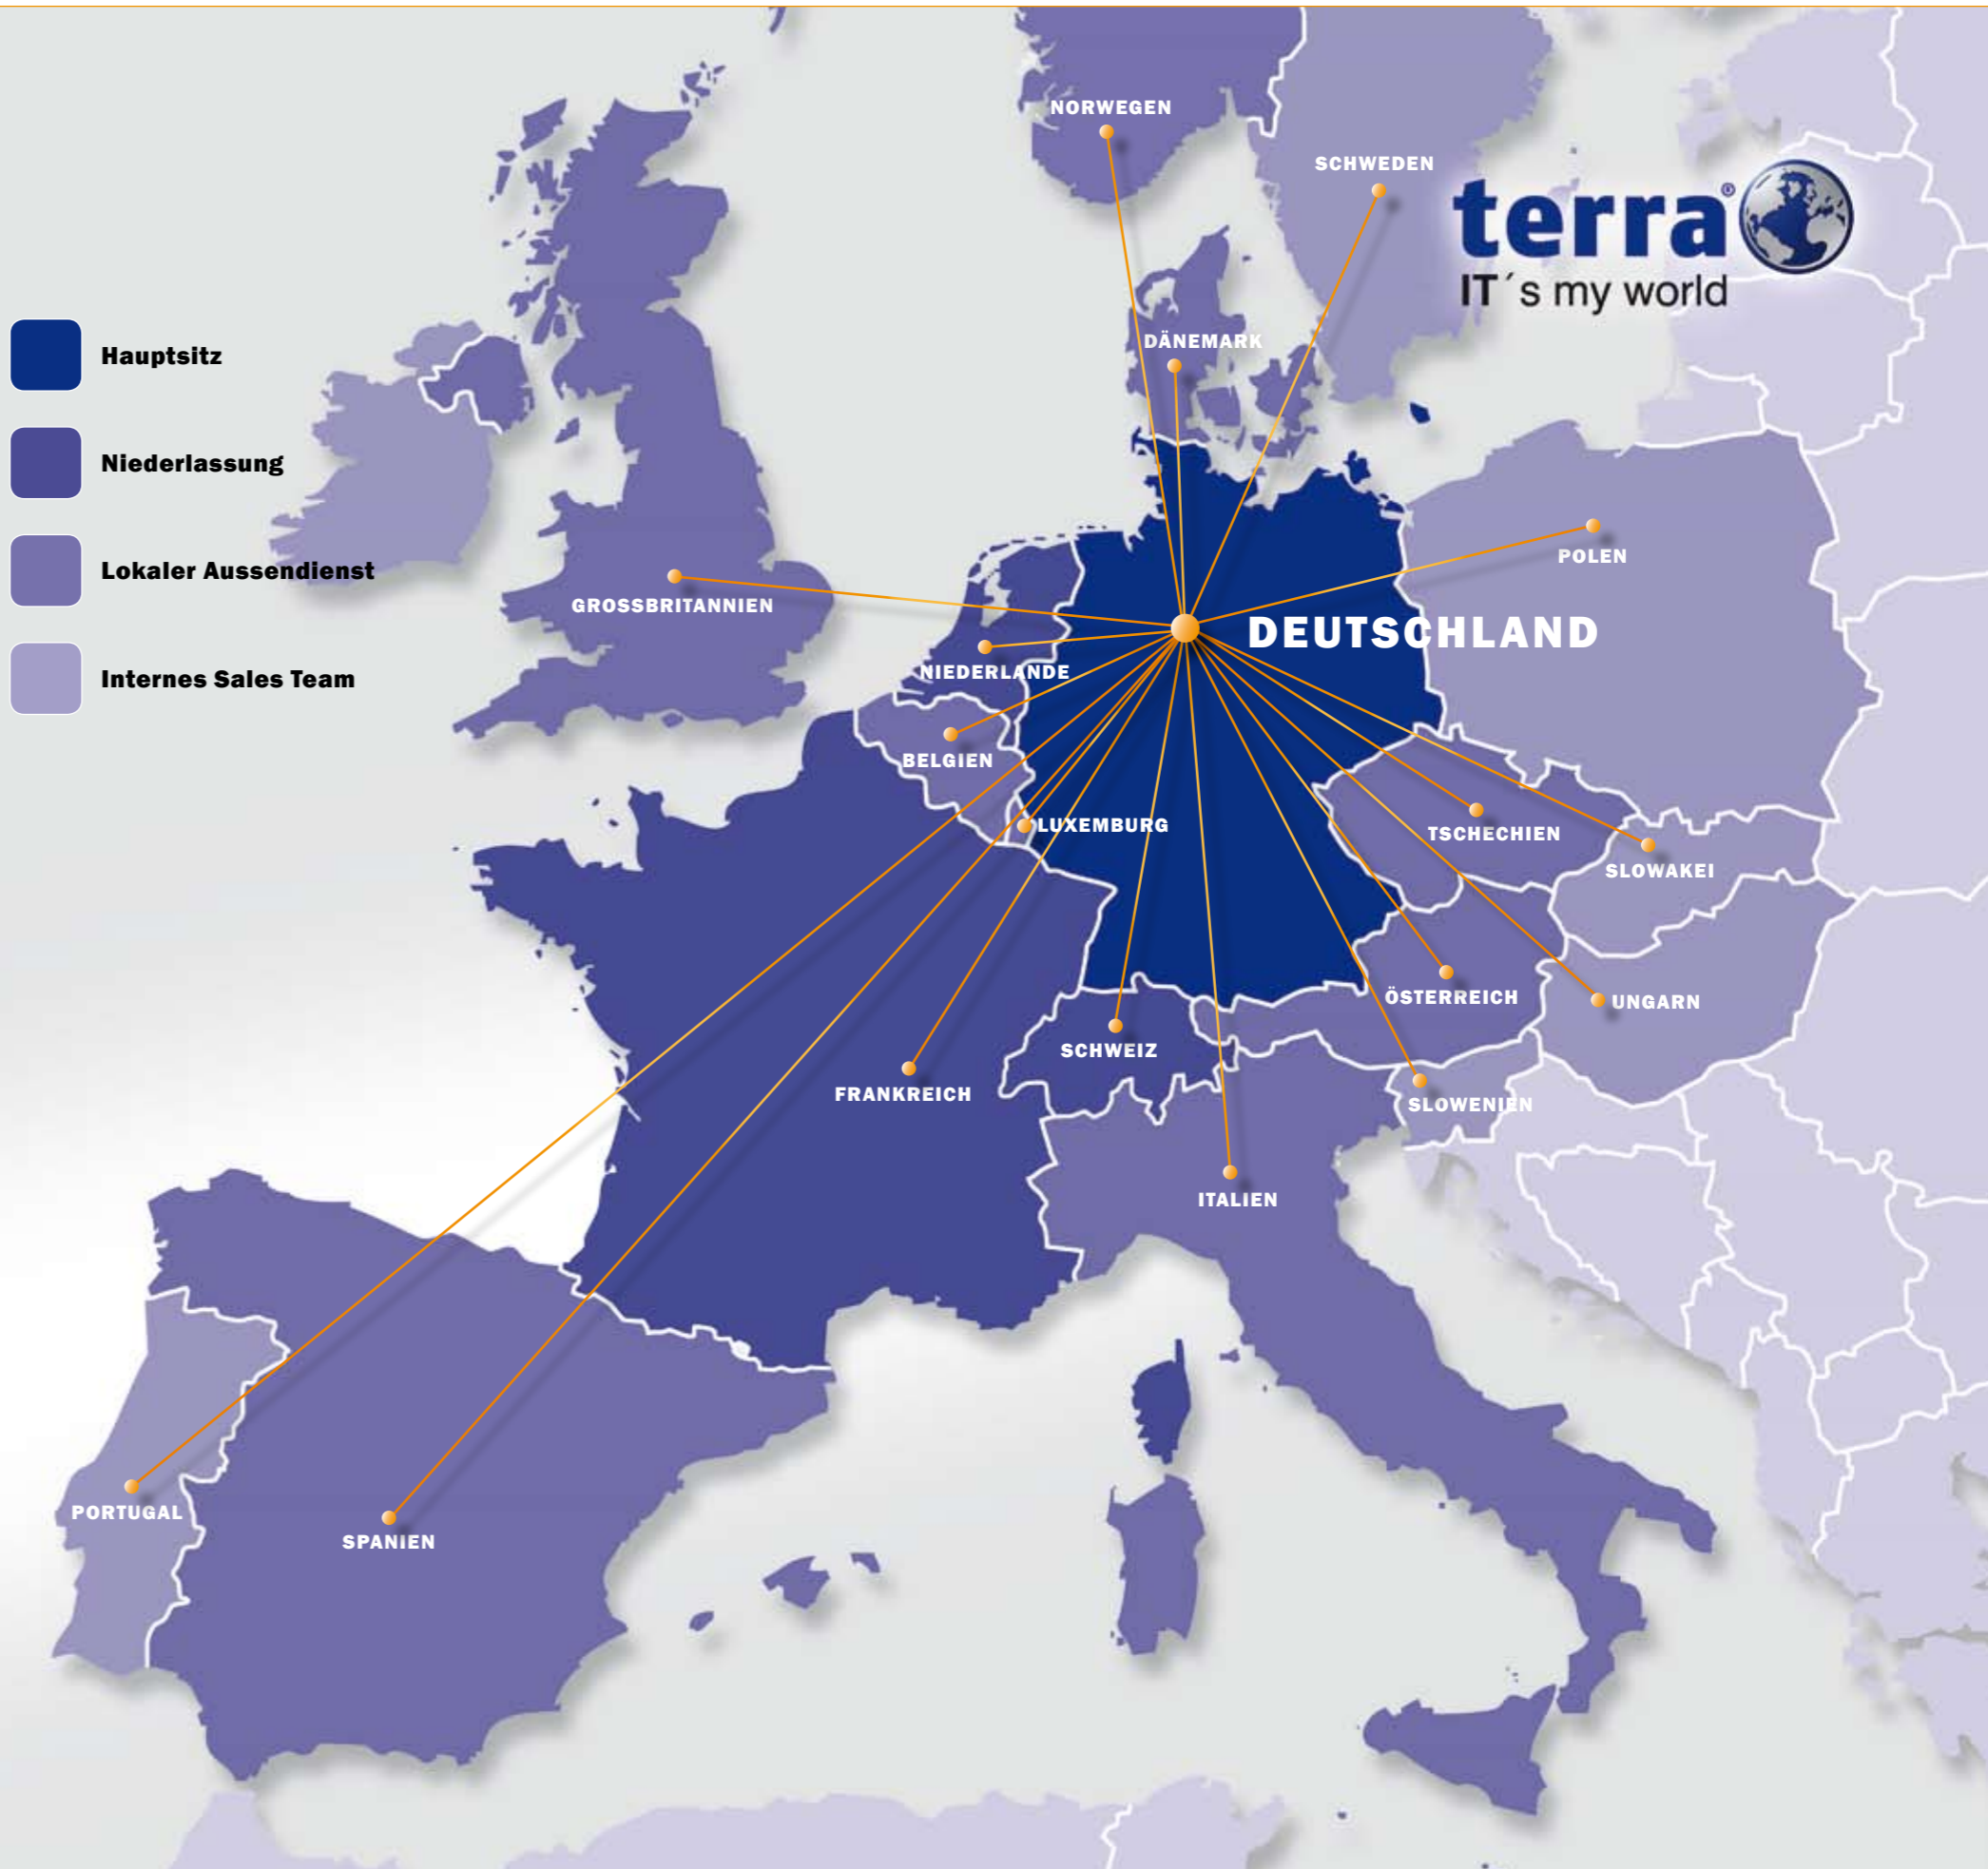 NORWEGEN
SCHWEDEN
terra®
IT´s my world
DÄNEMARK
Hauptsitz
Niederlassung
Lokaler Aussendienst
Internes Sales Team
POLEN
GROSSBRITANNIEN
DEUTSCHLAND
NIEDERLANDE
BELGIEN
LUXEMBURG
TSCHECHIEN
SLOWAKEI
ÖSTERREICH
UNGARN
SCHWEIZ
FRANKREICH
SLOWENIEN
ITALIEN
PORTUGAL
SPANIEN